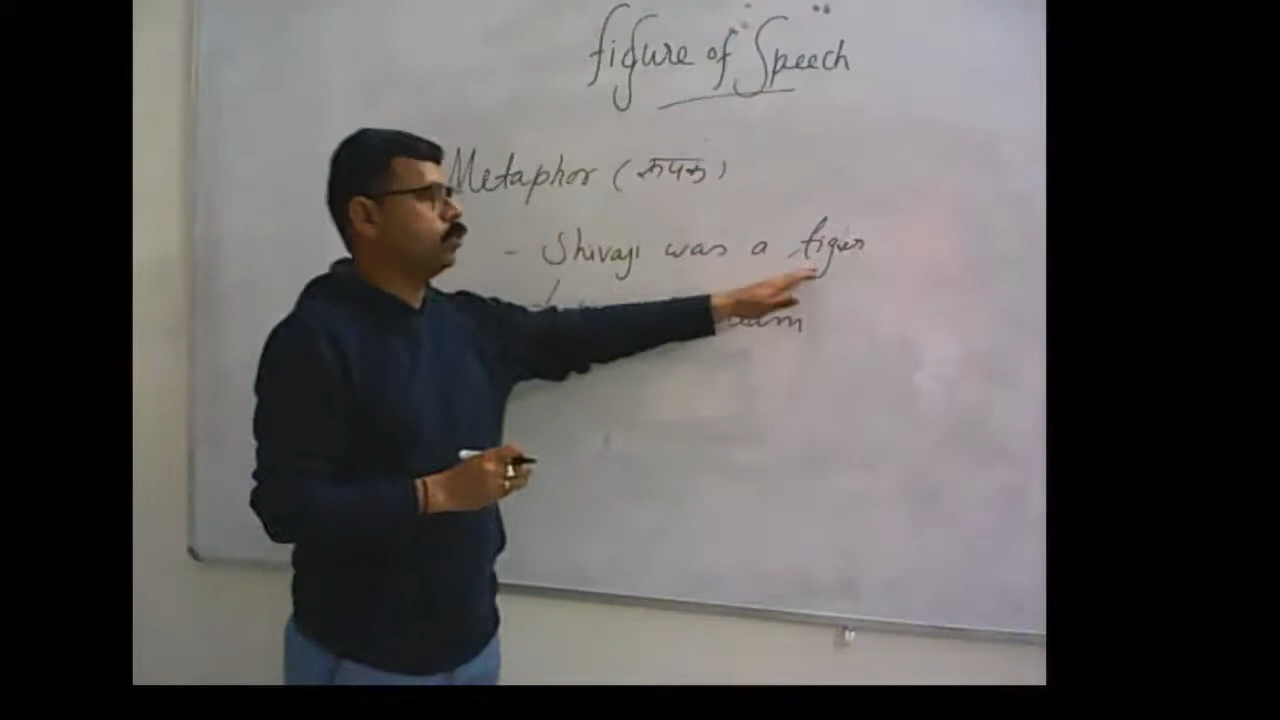 figure of Speech
Metaphor (रूपक)
- Shivaji was a tiger